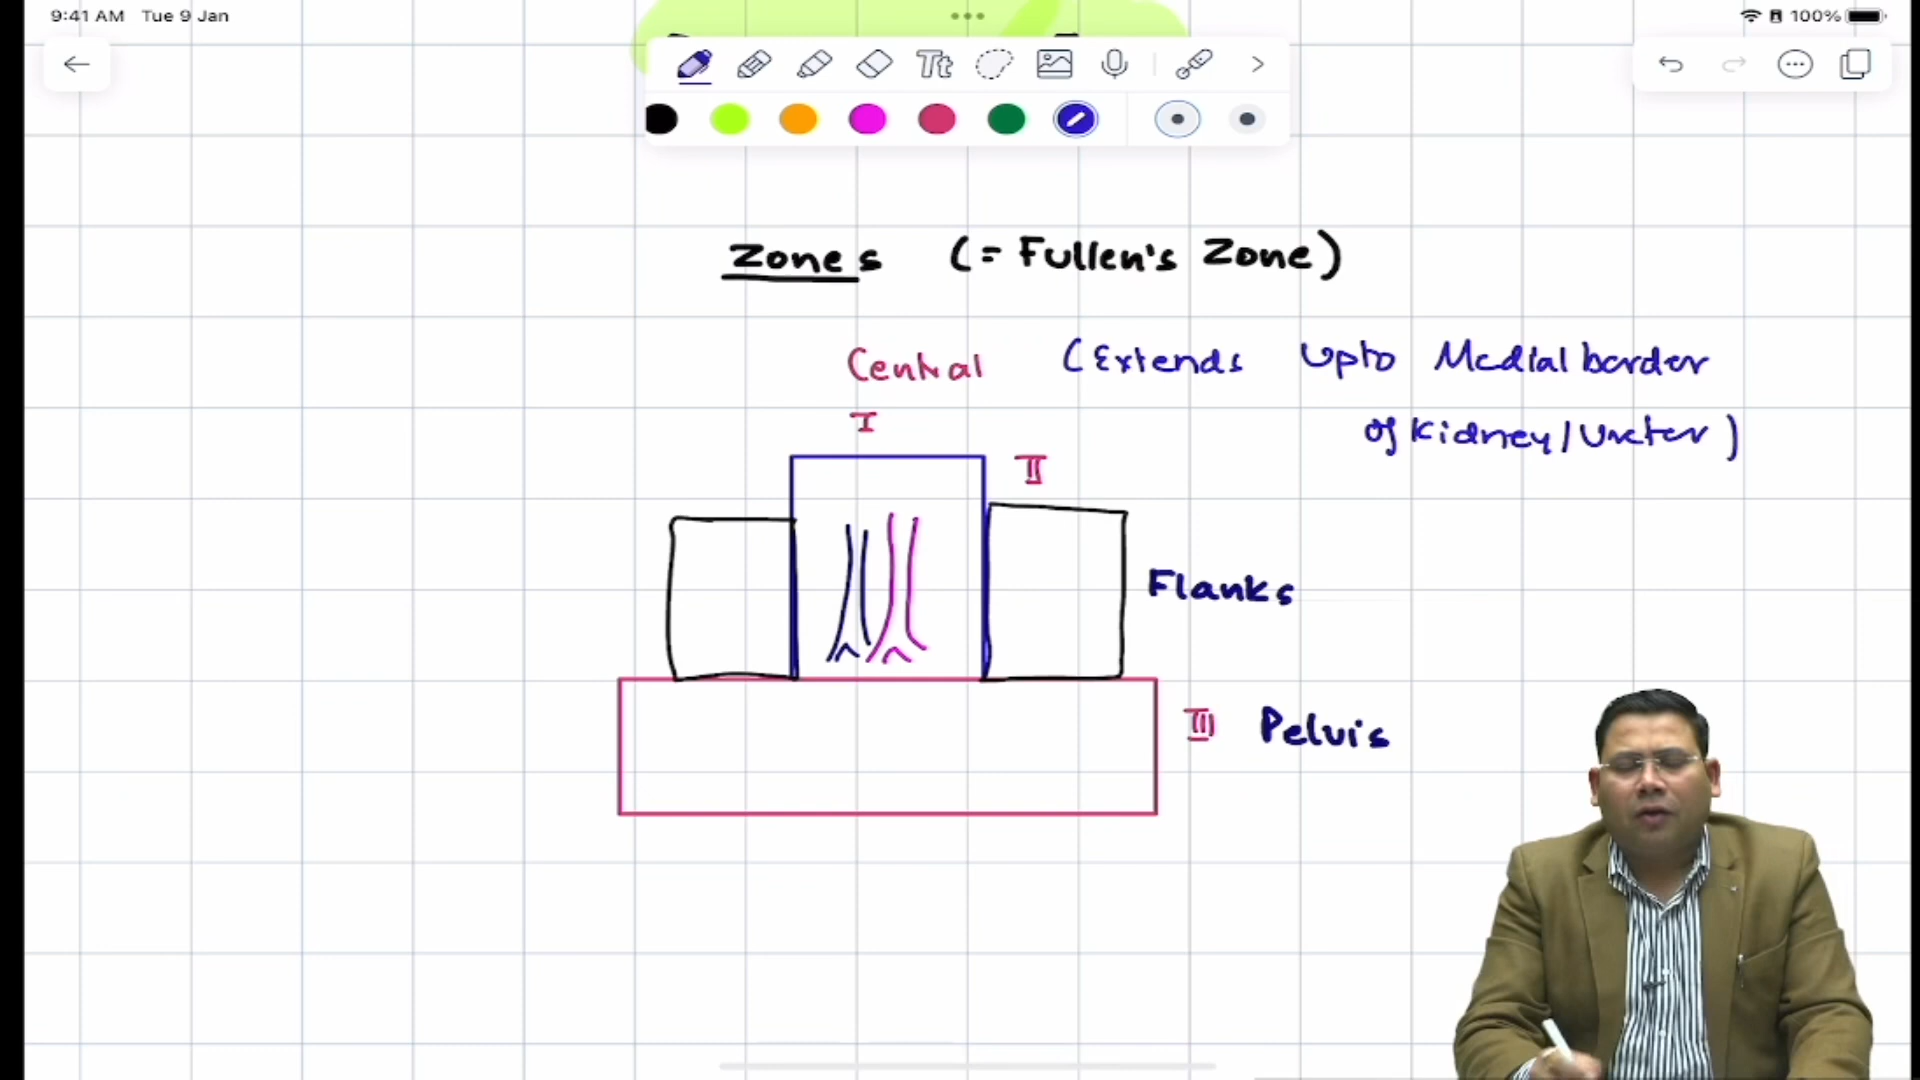 9:41 AM Tue 9 Jan
100%
Tt
Zones (= Fullen's Zone)
Central (Extends Upto Medial border
of Kidney/Ureter)
I
II
Flanks
III Pelvis